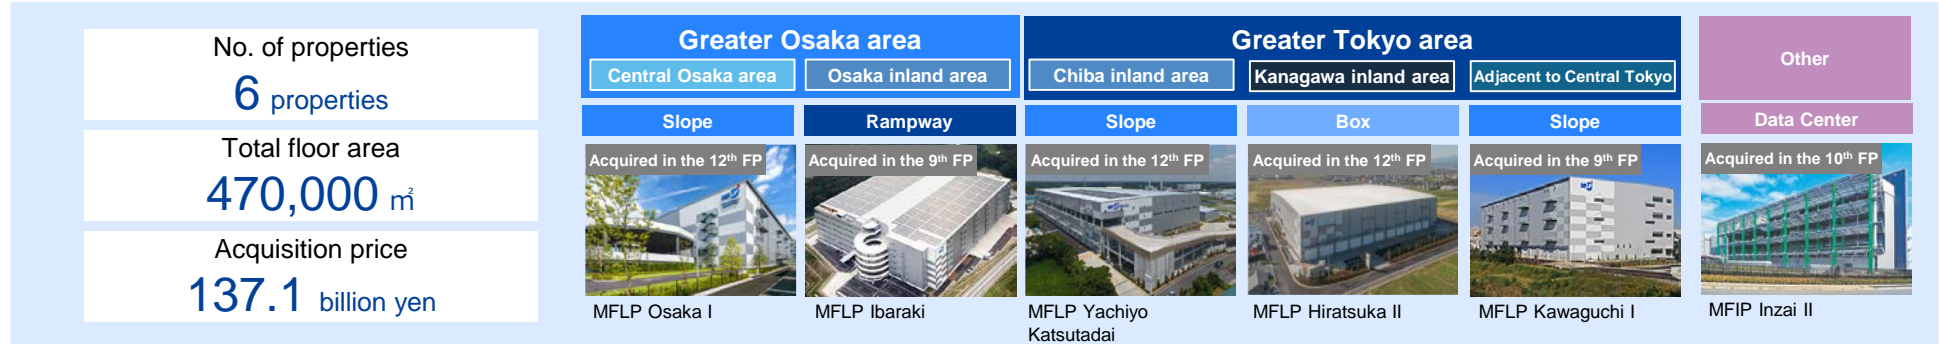 No. of properties
6 properties
Total floor area
470,000 ㎡
Acquisition price
137.1 billion yen
Greater Osaka area
Central Osaka area
Osaka inland area
Greater Tokyo area
Chiba inland area
Kanagawa inland area
Adjacent to Central Tokyo
Other
Slope
Rampway
Slope
Box
Slope
Data Center
Acquired in the 12th FP
Acquired in the 9th FP
Acquired in the 12th FP
Acquired in the 12th FP
Acquired in the 9th FP
Acquired in the 10th FP
MFLP Osaka I
MFLP Ibaraki
MFLP Yachiyo
Katsutadai
MFLP Hiratsuka II
MFLP Kawaguchi I
MFIP Inzai II